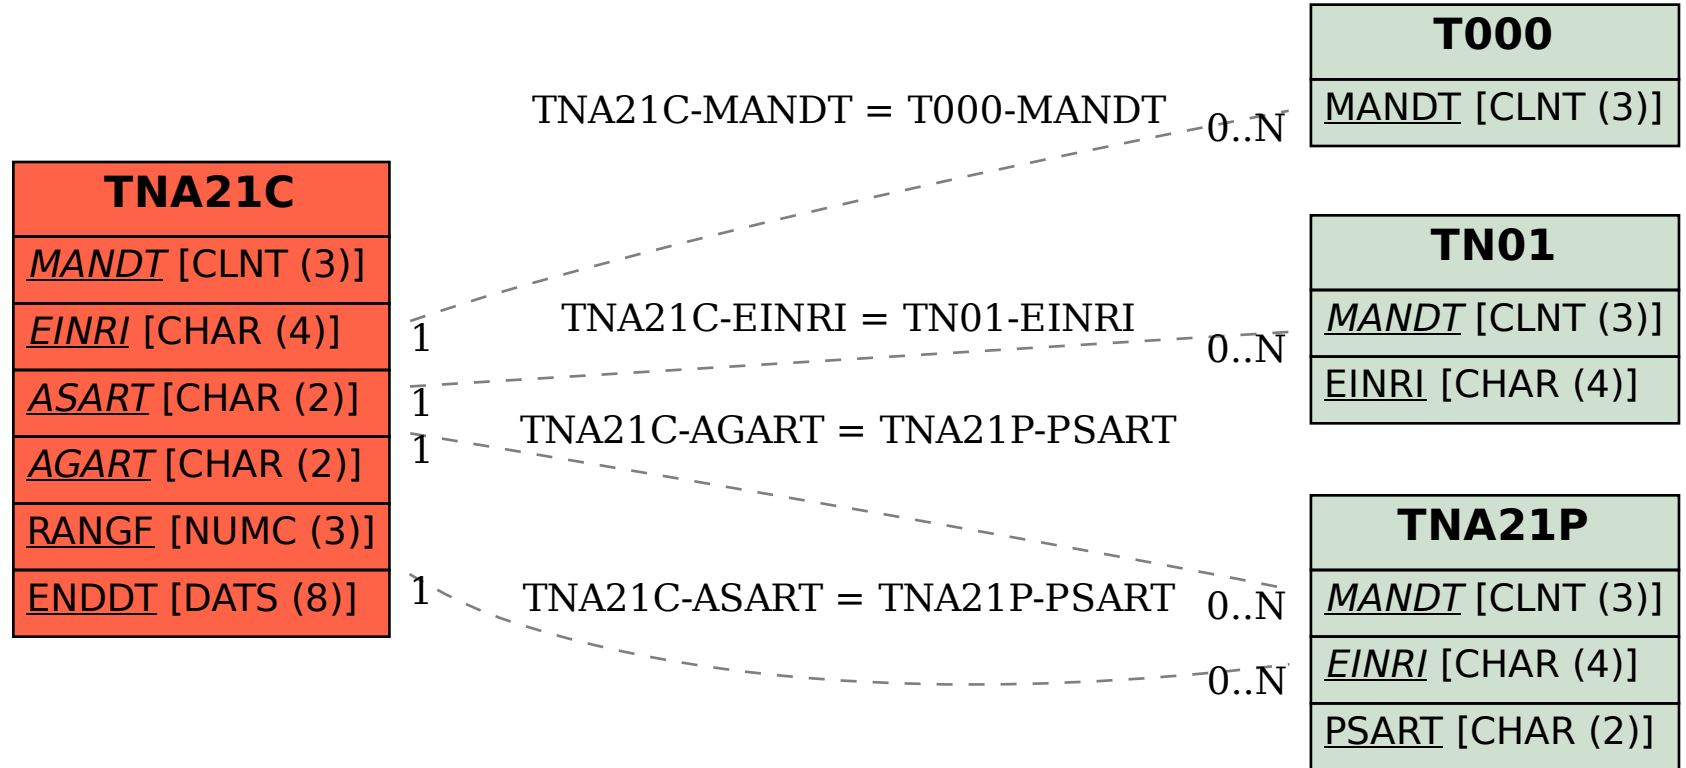 TNA21C
MANDT [CLNT (3)]
EINRI [CHAR (4)]
ASART [CHAR (2)]
AGART [CHAR (2)]
RANGF [NUMC (3)]
ENDDT [DATS (8)]
TNA21C-MANDT = T000-MANDT
0..N
1
TNA21C-EINRI = TN01-EINRI
0..N
1
TNA21C-AGART = TNA21P-PSART
1
0..N
TNA21C-ASART = TNA21P-PSART
1
0..N
T000
MANDT [CLNT (3)]
TN01
MANDT [CLNT (3)]
EINRI [CHAR (4)]
TNA21P
MANDT [CLNT (3)]
EINRI [CHAR (4)]
PSART [CHAR (2)]